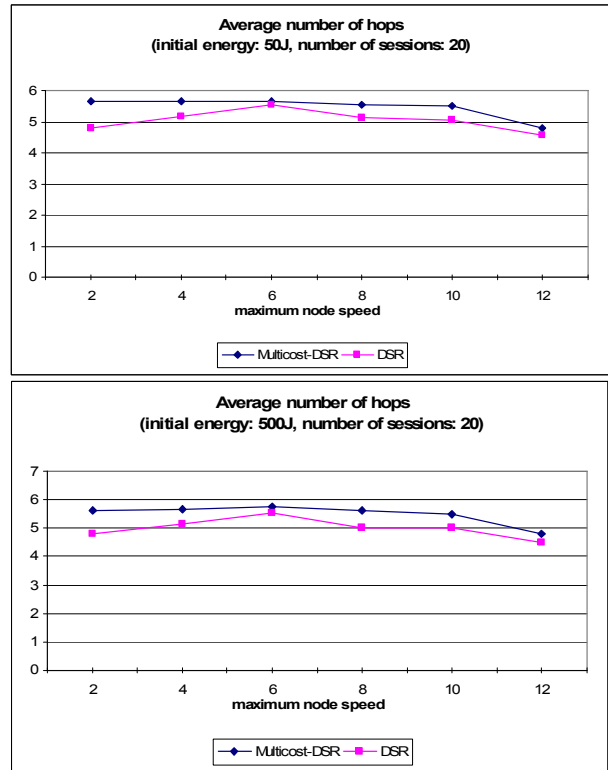 Average number of hops
(initial energy: 50J, number of sessions: 20)
6
5
4
3
2
1
0
2 4 6 8 10 12
maximum node speed
Multicost-DSR DSR
Average number of hops
(initial energy: 500J, number of sessions: 20)
7
6
5
4
3
2
1
0
2 4 6 8 10 12
maximum node speed
Multicost-DSR DSR